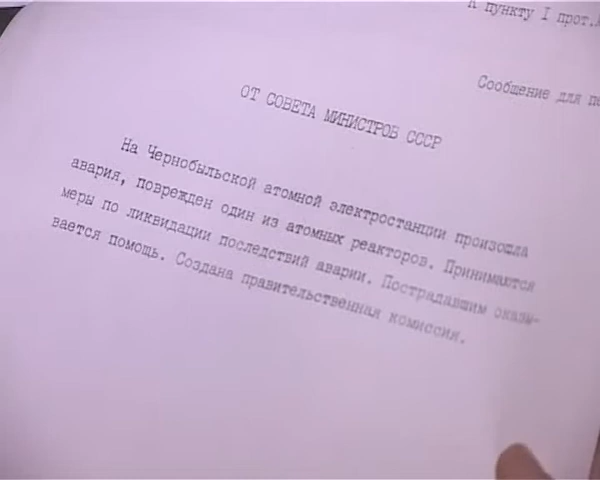 к пункту I прот.
Сообщение для
ОТ СОВЕТА МИНИСТРОВ СССР
На Чернобыльской атомной электростанции произошла
авария, поврежден один из атомных реакторов. Принимаются
меры по ликвидации последствий аварии. Пострадавшим оказы-
вается помощь. Создана правительственная комиссия.